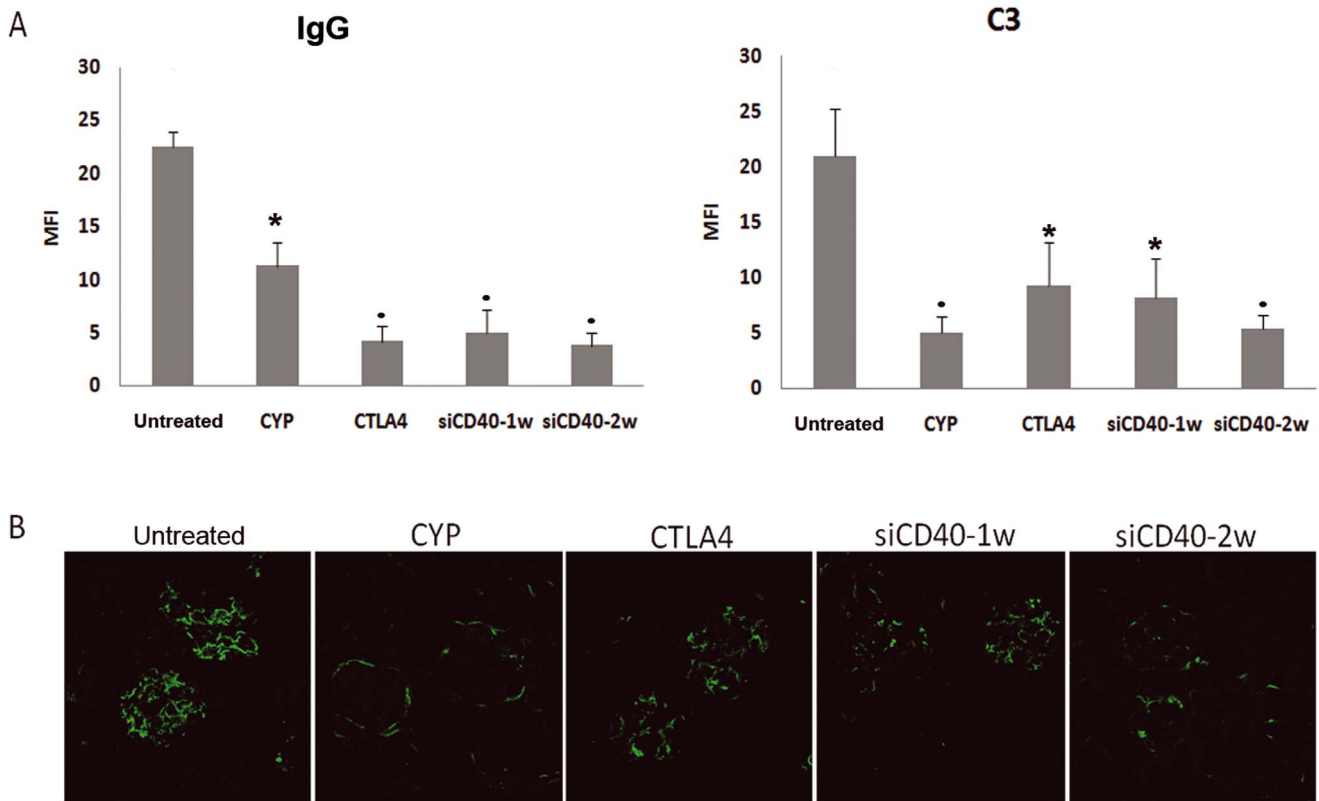 A
IgG
C3
MFI
30
25
20
15
10
5
0
*
•
•
•
Untreated CYP CTLA4 siCD40-1w siCD40-2w
MFI
30
25
20
15
10
5
0
•
*
*
•
Untreated CYP CTLA4 siCD40-1w siCD40-2w
B
Untreated CYP CTLA4 siCD40-1w siCD40-2w